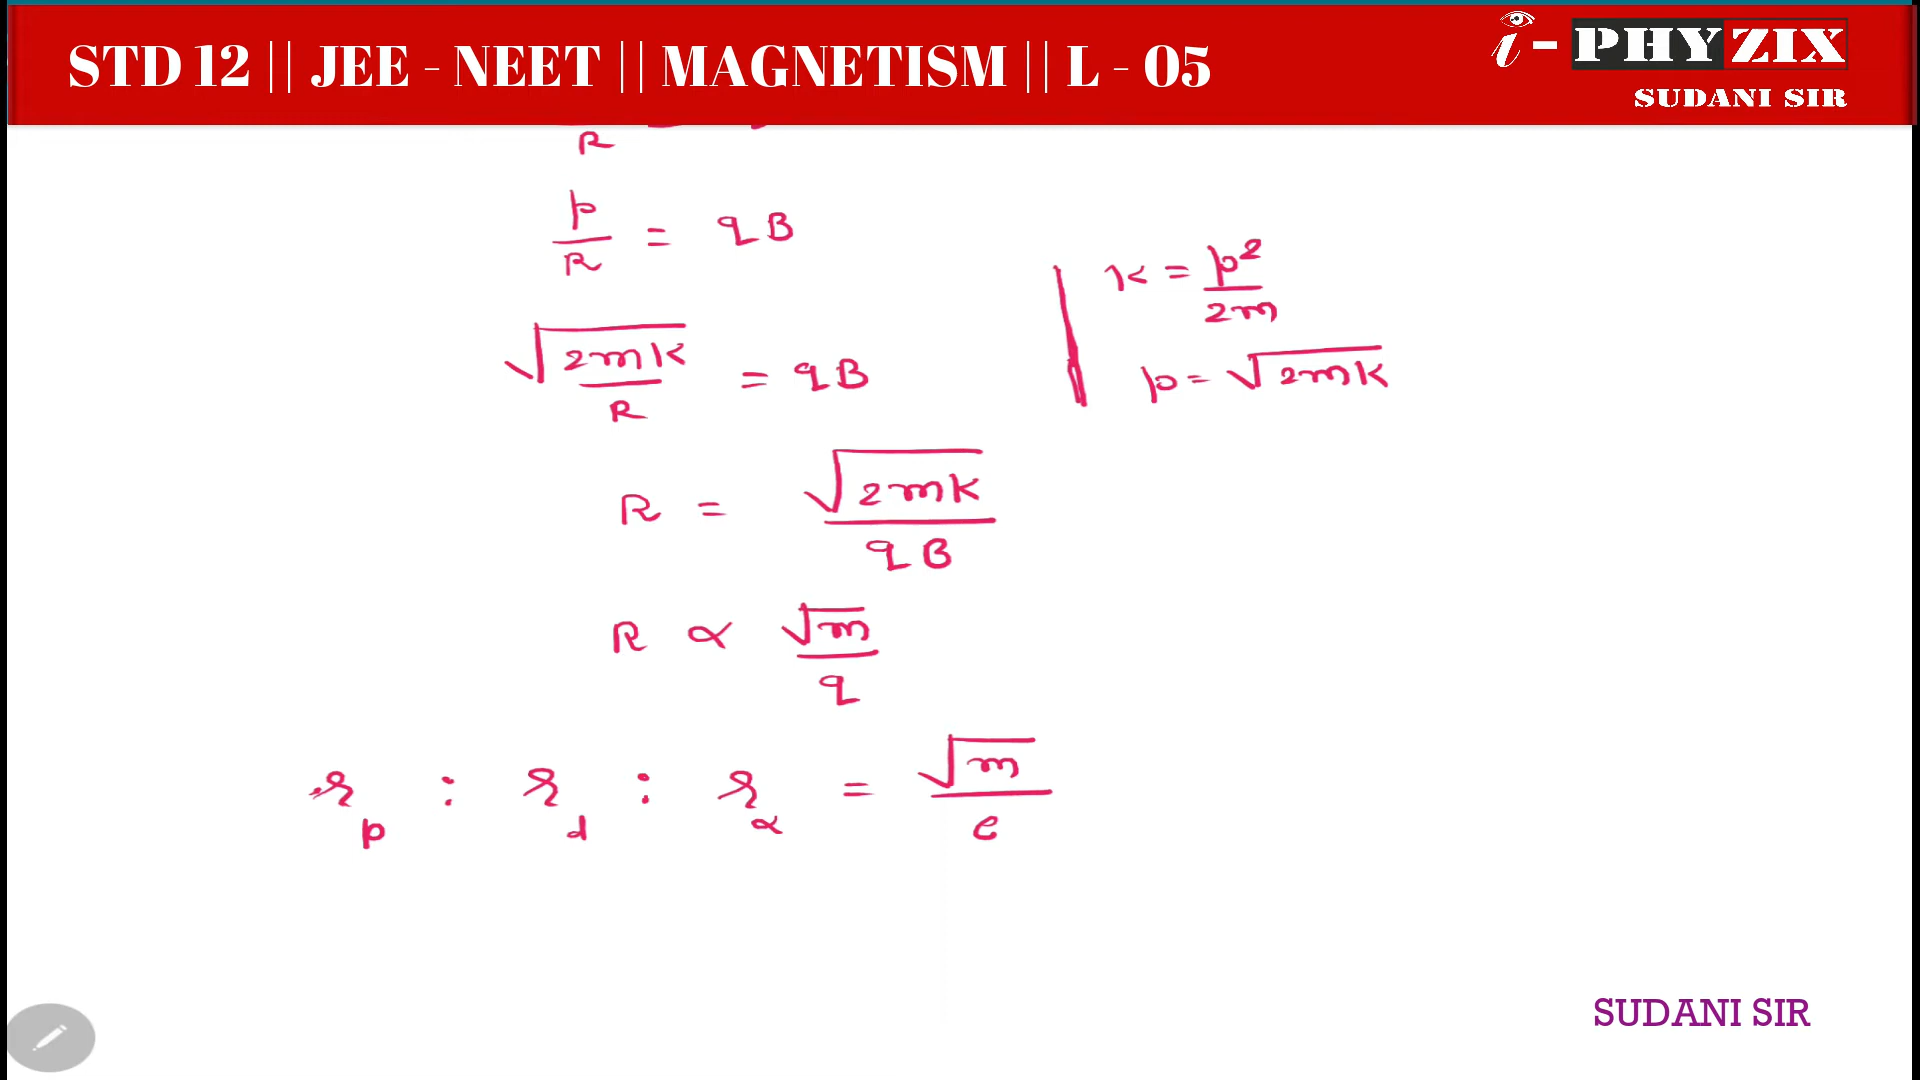 STD 12 || JEE - NEET || MAGNETISM || L - 05
i - PHYZIX
SUDANI SIR
R
p/R = qB
K = p²/2m
√2mK/R = qB
p = √2mK
R = √2mK/qB
R ∝ √m/q
r_p : r_d : r_α = √m/e
SUDANI SIR